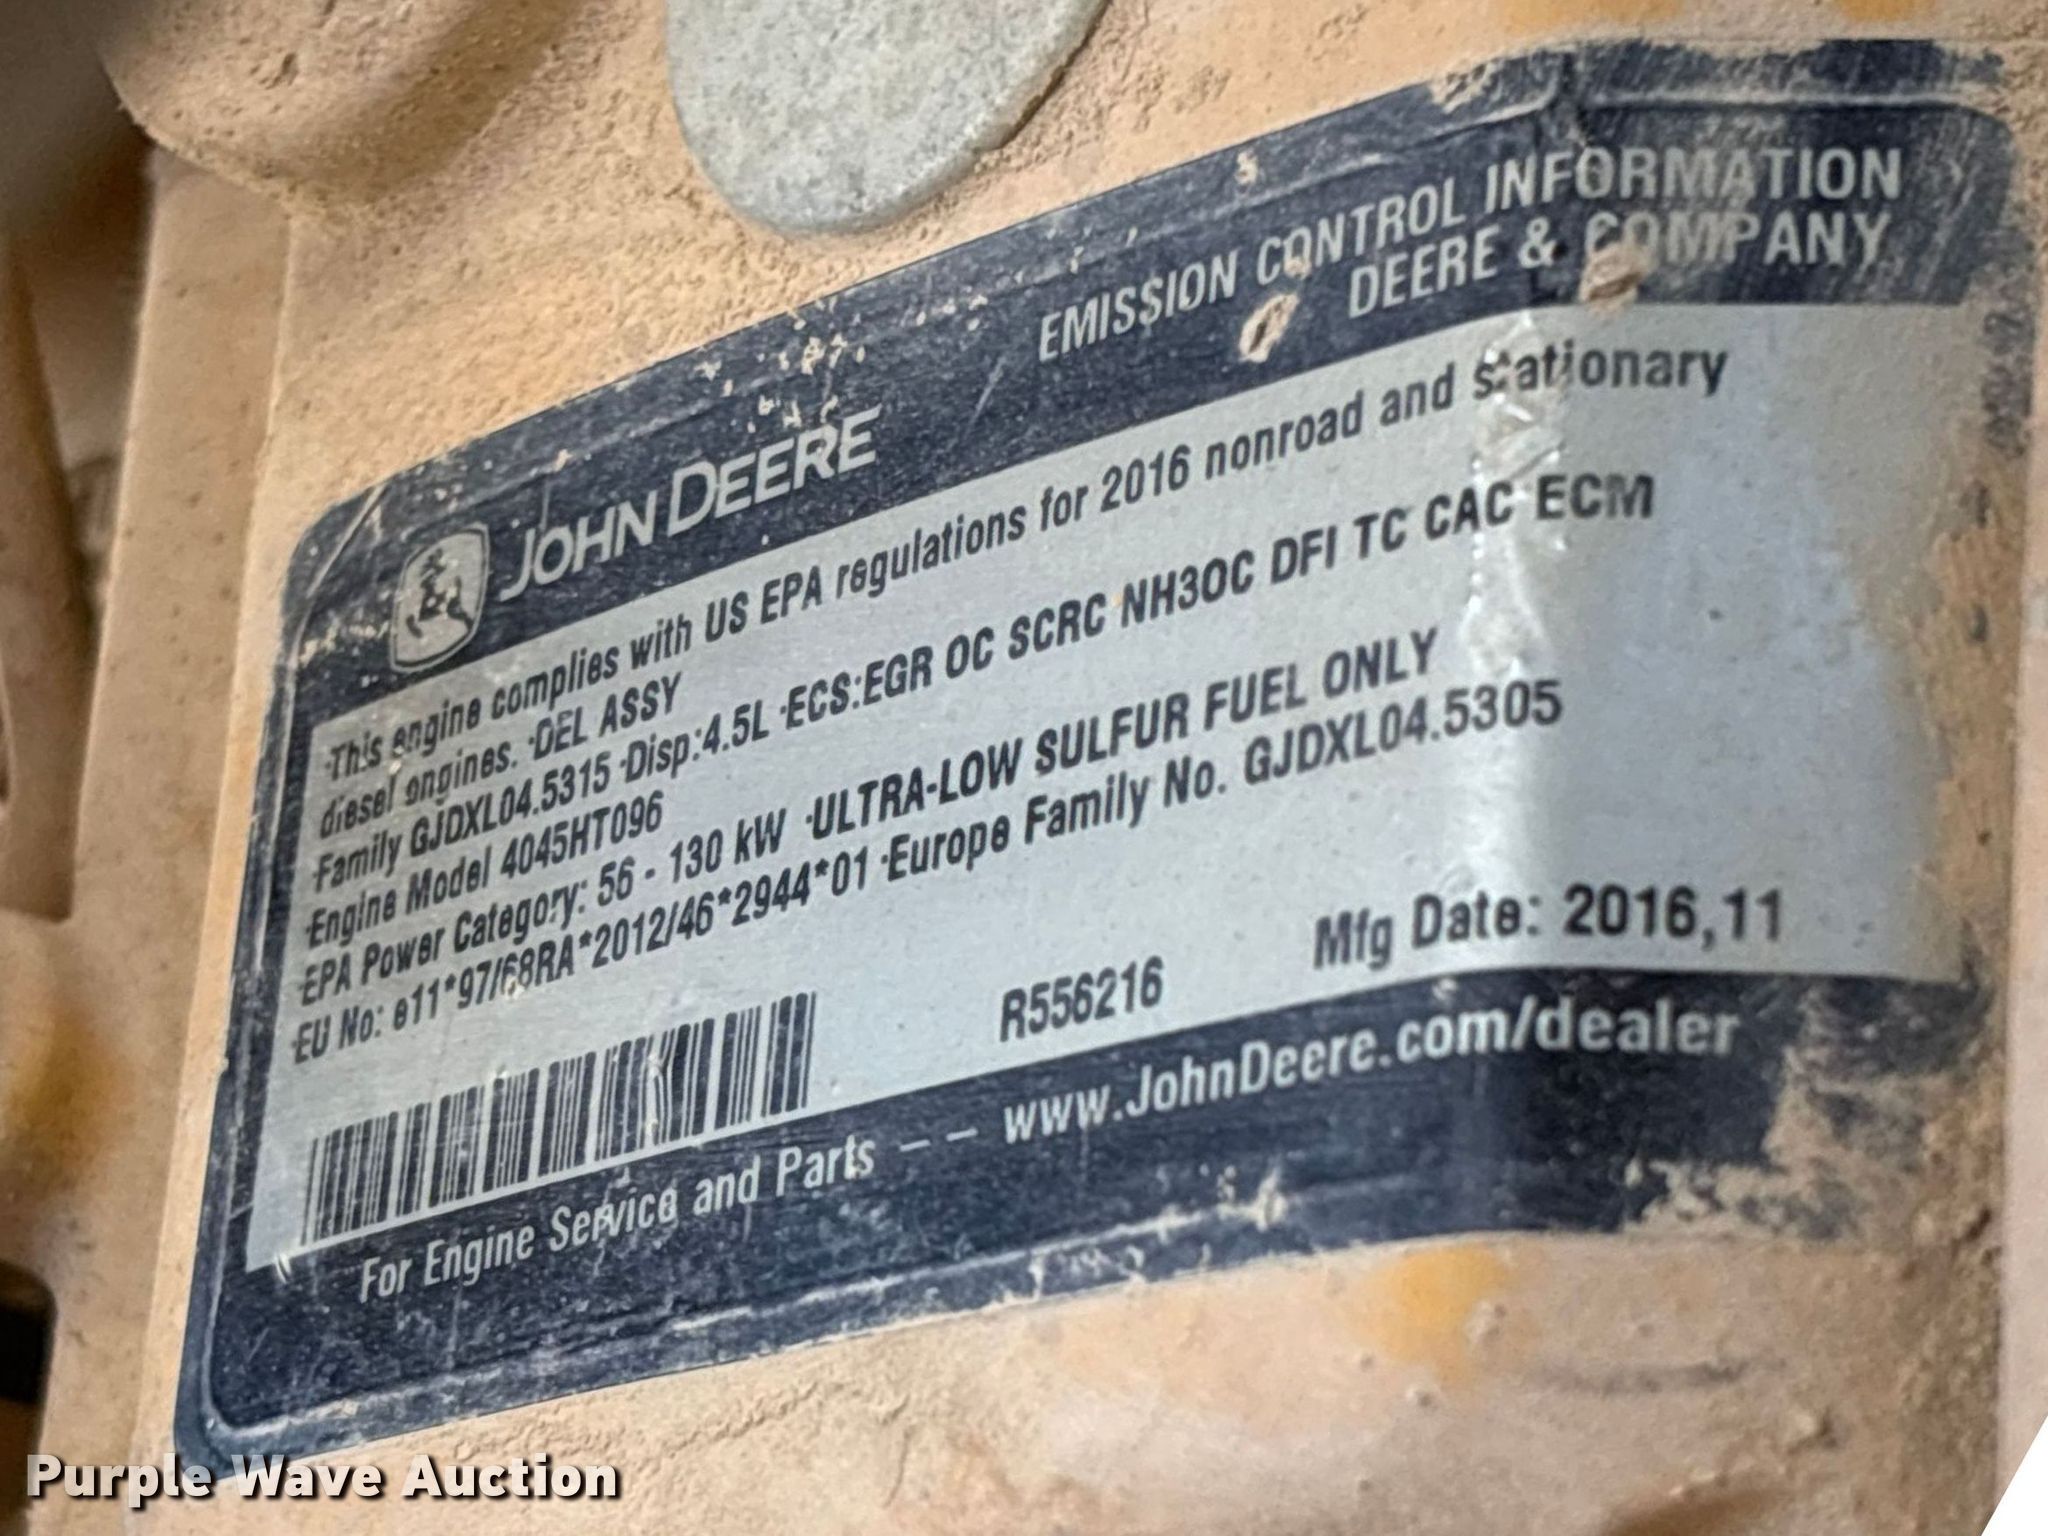 JOHN DEERE
EMISSION CONTROL INFORMATION
DEERE & COMPANY
·This engine complies with US EPA regulations for 2016 nonroad and stationary
diesel engines. ·DEL ASSY
·Family GJDXL04.5315 ·Disp:4.5L ·ECS:EGR OC SCRC NH3OC DFI TC CAC ECM
·Engine Model 4045HT096
·EPA Power Category: 56 - 130 kW ·ULTRA-LOW SULFUR FUEL ONLY
·EU No: e11*97/68RA*2012/46*2944*01 ·Europe Family No. GJDXL04.5305
R556216
Mfg Date: 2016,11
For Engine Service and Parts – – www.JohnDeere.com/dealer
Purple Wave Auction